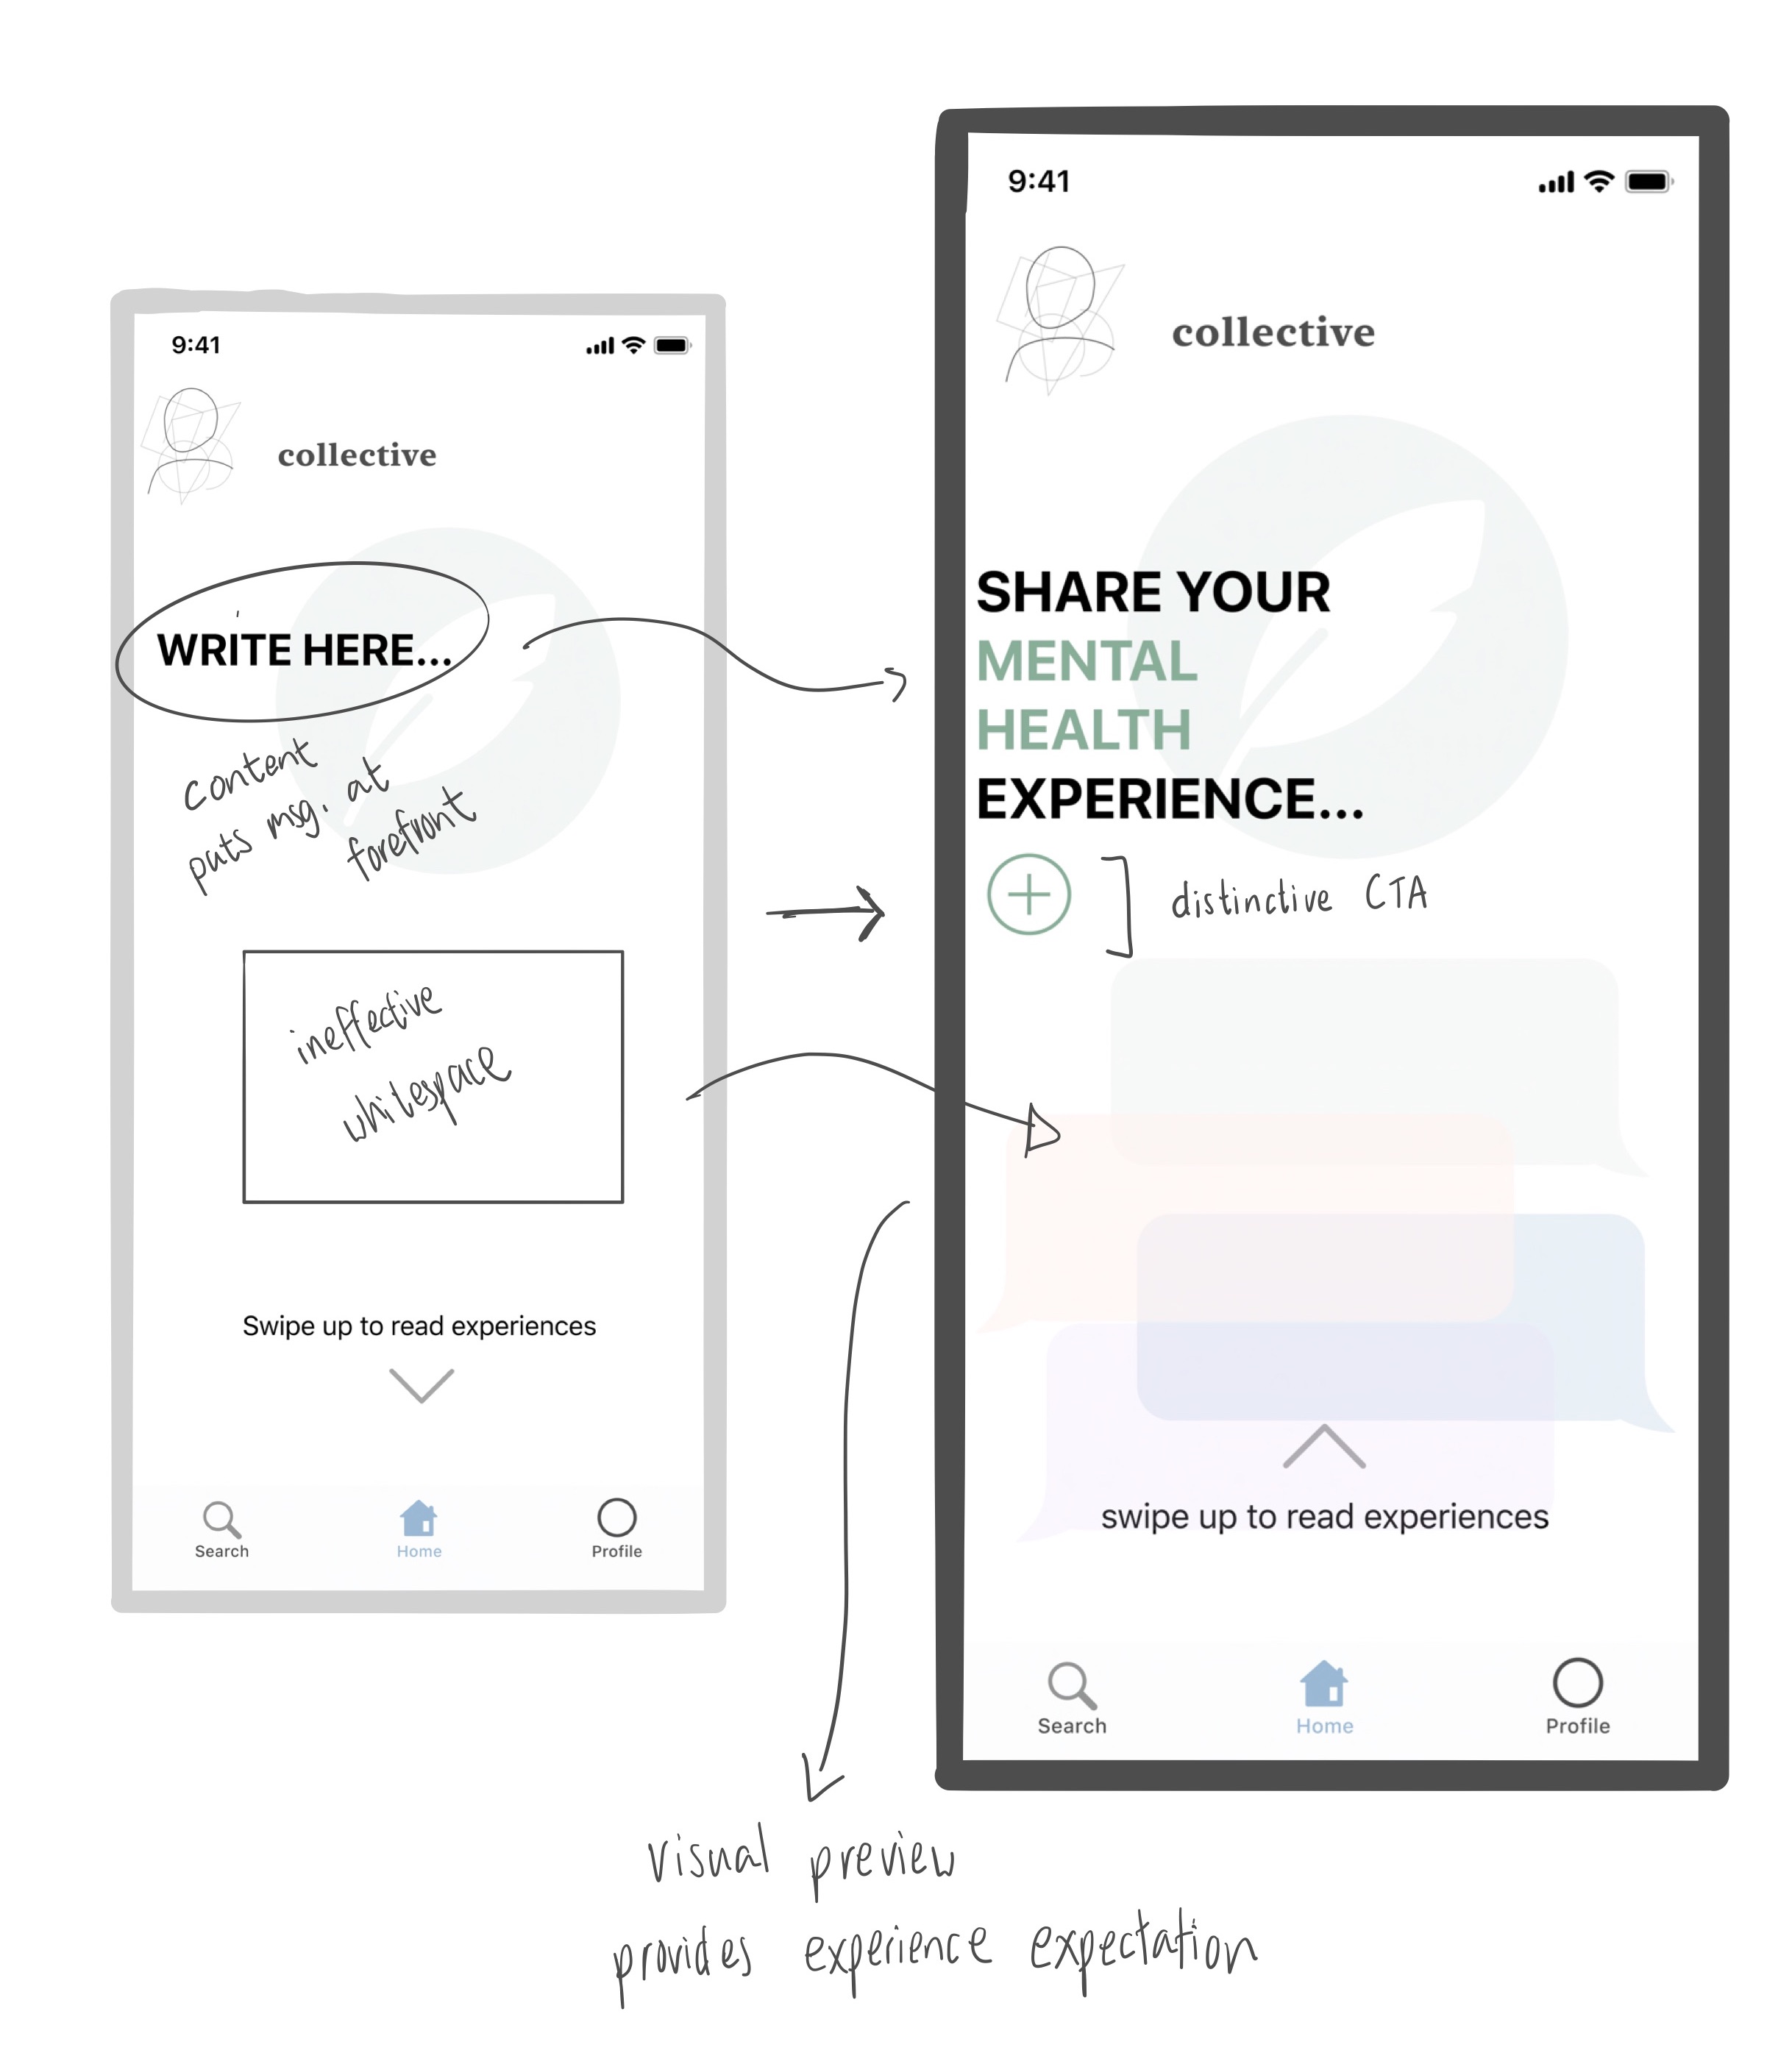 9:41
collective
WRITE HERE...
content
puts msg. at
forefront
ineffective
whitespace
Swipe up to read experiences
Search
Home
Profile
9:41
collective
SHARE YOUR
MENTAL
HEALTH
EXPERIENCE...
distinctive CTA
swipe up to read experiences
Search
Home
Profile
visual preview
provides experience expectation